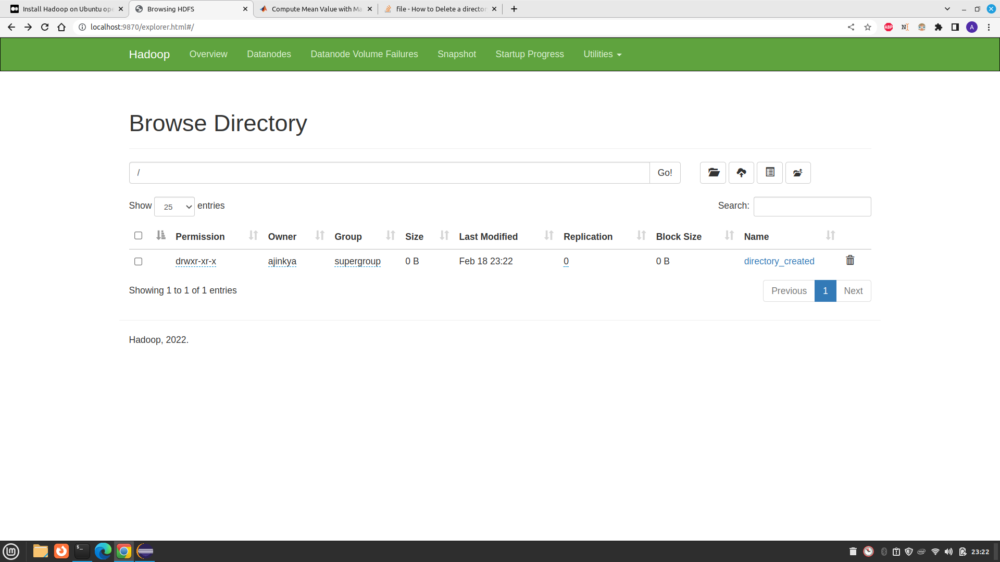 Install Hadoop on Ubuntu ope
Browsing HDFS
Compute Mean Value with Ma
file - How to Delete a director
localhost:9870/explorer.html#/
ABP
A
Hadoop Overview Datanodes Datanode Volume Failures Snapshot Startup Progress Utilities
Browse Directory
/ Go!
Show 25 entries Search:
Permission Owner Group Size Last Modified Replication Block Size Name
drwxr-xr-x ajinkya supergroup 0 B Feb 18 23:22 0 0 B directory_created
Showing 1 to 1 of 1 entries Previous 1 Next
Hadoop, 2022.
23:22